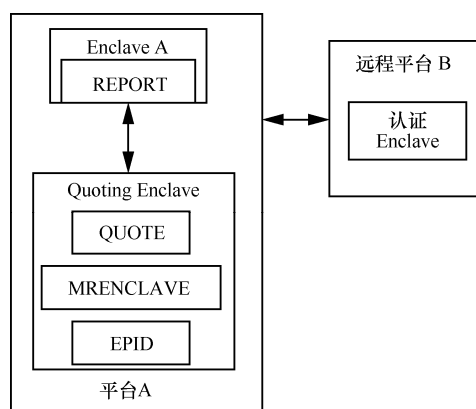 Enclave A
REPORT
Quoting Enclave
QUOTE
MRENCLAVE
EPID
平台A
远程平台 B
认证
Enclave